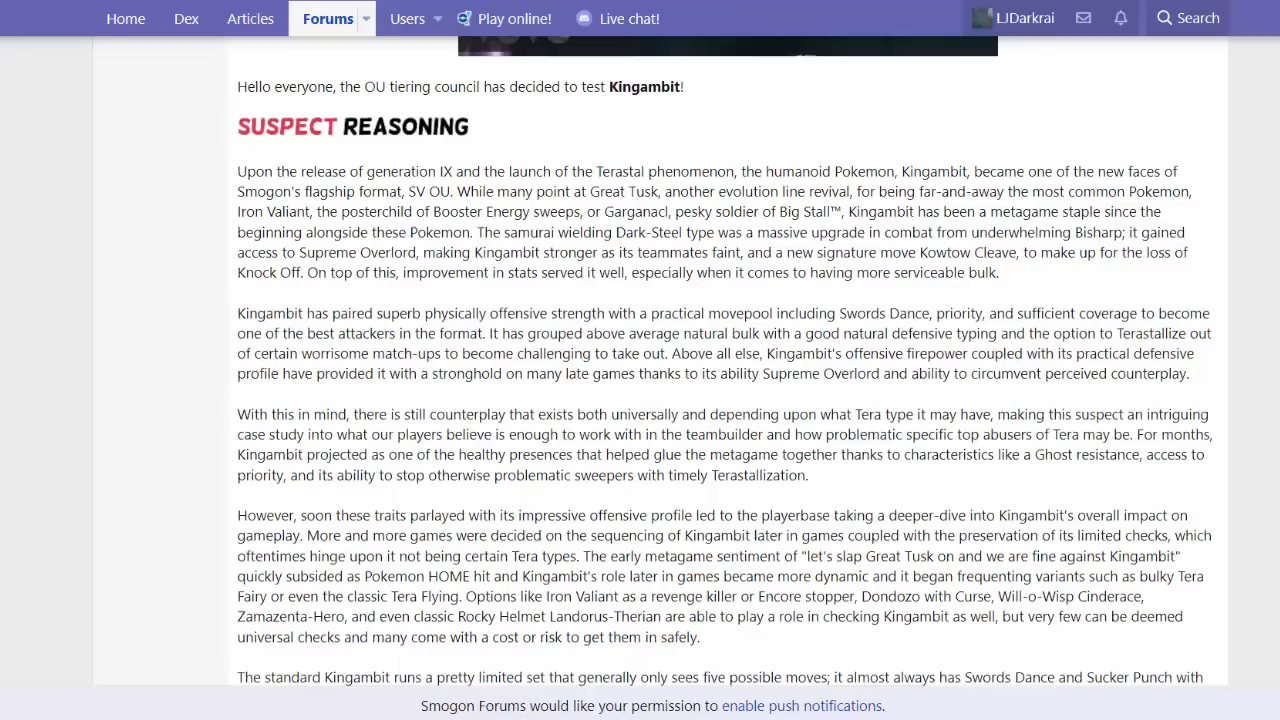 Home Dex Articles Forums Users Play online! Live chat! LJDarkrai Search
Hello everyone, the OU tiering council has decided to test Kingambit!
SUSPECT REASONING
Upon the release of generation IX and the launch of the Terastal phenomenon, the humanoid Pokemon, Kingambit, became one of the new faces of
Smogon's flagship format, SV OU. While many point at Great Tusk, another evolution line revival, for being far-and-away the most common Pokemon,
Iron Valiant, the posterchild of Booster Energy sweeps, or Garganacl, pesky soldier of Big Stall™, Kingambit has been a metagame staple since the
beginning alongside these Pokemon. The samurai wielding Dark-Steel type was a massive upgrade in combat from underwhelming Bisharp; it gained
access to Supreme Overlord, making Kingambit stronger as its teammates faint, and a new signature move Kowtow Cleave, to make up for the loss of
Knock Off. On top of this, improvement in stats served it well, especially when it comes to having more serviceable bulk.
Kingambit has paired superb physically offensive strength with a practical movepool including Swords Dance, priority, and sufficient coverage to become
one of the best attackers in the format. It has grouped above average natural bulk with a good natural defensive typing and the option to Terastallize out
of certain worrisome match-ups to become challenging to take out. Above all else, Kingambit's offensive firepower coupled with its practical defensive
profile have provided it with a stronghold on many late games thanks to its ability Supreme Overlord and ability to circumvent perceived counterplay.
With this in mind, there is still counterplay that exists both universally and depending upon what Tera type it may have, making this suspect an intriguing
case study into what our players believe is enough to work with in the teambuilder and how problematic specific top abusers of Tera may be. For months,
Kingambit projected as one of the healthy presences that helped glue the metagame together thanks to characteristics like a Ghost resistance, access to
priority, and its ability to stop otherwise problematic sweepers with timely Terastallization.
However, soon these traits parlayed with its impressive offensive profile led to the playerbase taking a deeper-dive into Kingambit's overall impact on
gameplay. More and more games were decided on the sequencing of Kingambit later in games coupled with the preservation of its limited checks, which
oftentimes hinge upon it not being certain Tera types. The early metagame sentiment of "let's slap Great Tusk on and we are fine against Kingambit"
quickly subsided as Pokemon HOME hit and Kingambit's role later in games became more dynamic and it began frequenting variants such as bulky Tera
Fairy or even the classic Tera Flying. Options like Iron Valiant as a revenge killer or Encore stopper, Dondozo with Curse, Will-o-Wisp Cinderace,
Zamazenta-Hero, and even classic Rocky Helmet Landorus-Therian are able to play a role in checking Kingambit as well, but very few can be deemed
universal checks and many come with a cost or risk to get them in safely.
The standard Kingambit runs a pretty limited set that generally only sees five possible moves; it almost always has Swords Dance and Sucker Punch with
Smogon Forums would like your permission to enable push notifications.